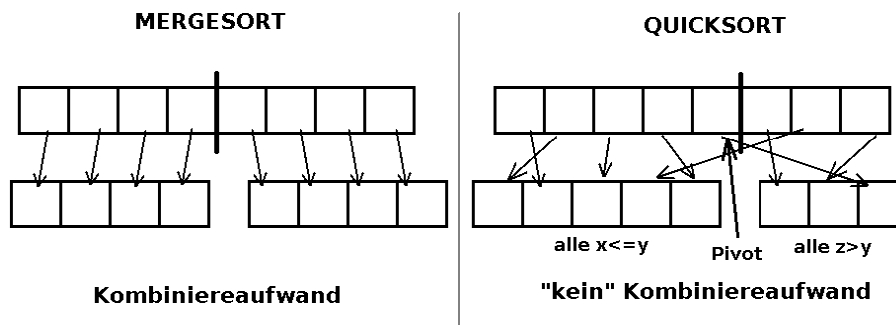 MERGESORT
Kombiniereaufwand
QUICKSORT
alle x<=y
Pivot
alle z>y
"kein" Kombiniereaufwand